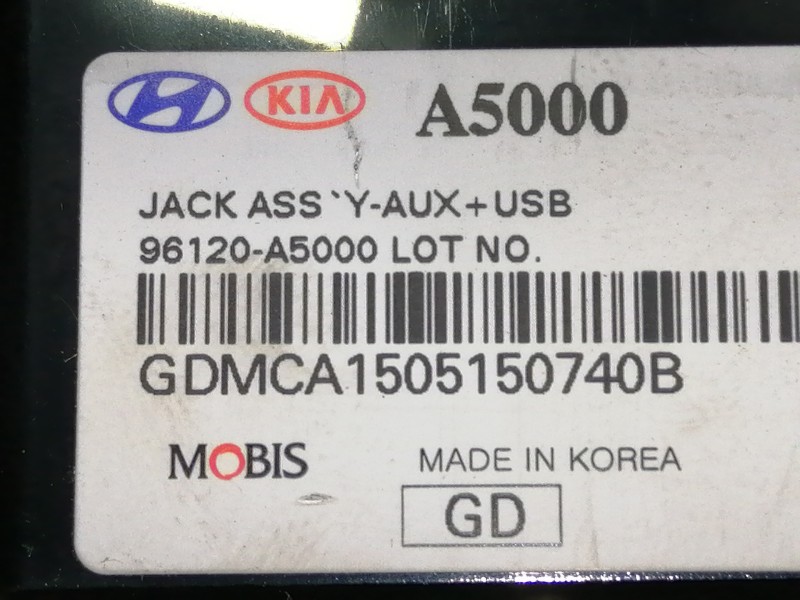 KIA A5000
JACK ASS`Y-AUX+USB
96120-A5000 LOT NO.
GDMCA1505150740B
MOBIS MADE IN KOREA
GD